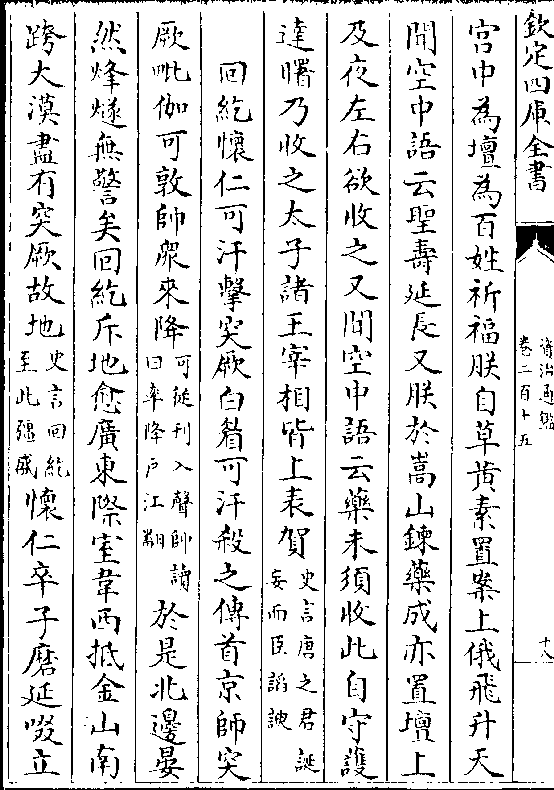 欽定四庫全書
資治通鑑
卷二百十五
十八
宮中為壇為百姓祈福朕自草黃素置案上俄飛升天
聞空中語云聖壽延長又朕於嵩山鍊藥成亦置壇上
及夜左右欲收之又聞空中語云藥未須收此自守護
達曙乃收之太子諸王宰相皆上表賀史言唐之君誕妄而臣諂諛
回紇懷仁可汗擊突厥白眉可汗殺之傳首京師突
厥毗伽可敦帥衆來降可從刊入聲帥讀曰率降戶江翻於是北邊晏
然烽燧無警矣回紇斥地愈廣東際室韋西抵金山南
跨大漠盡有突厥故地史言回紇至此彊盛懷仁卒子磨延啜立